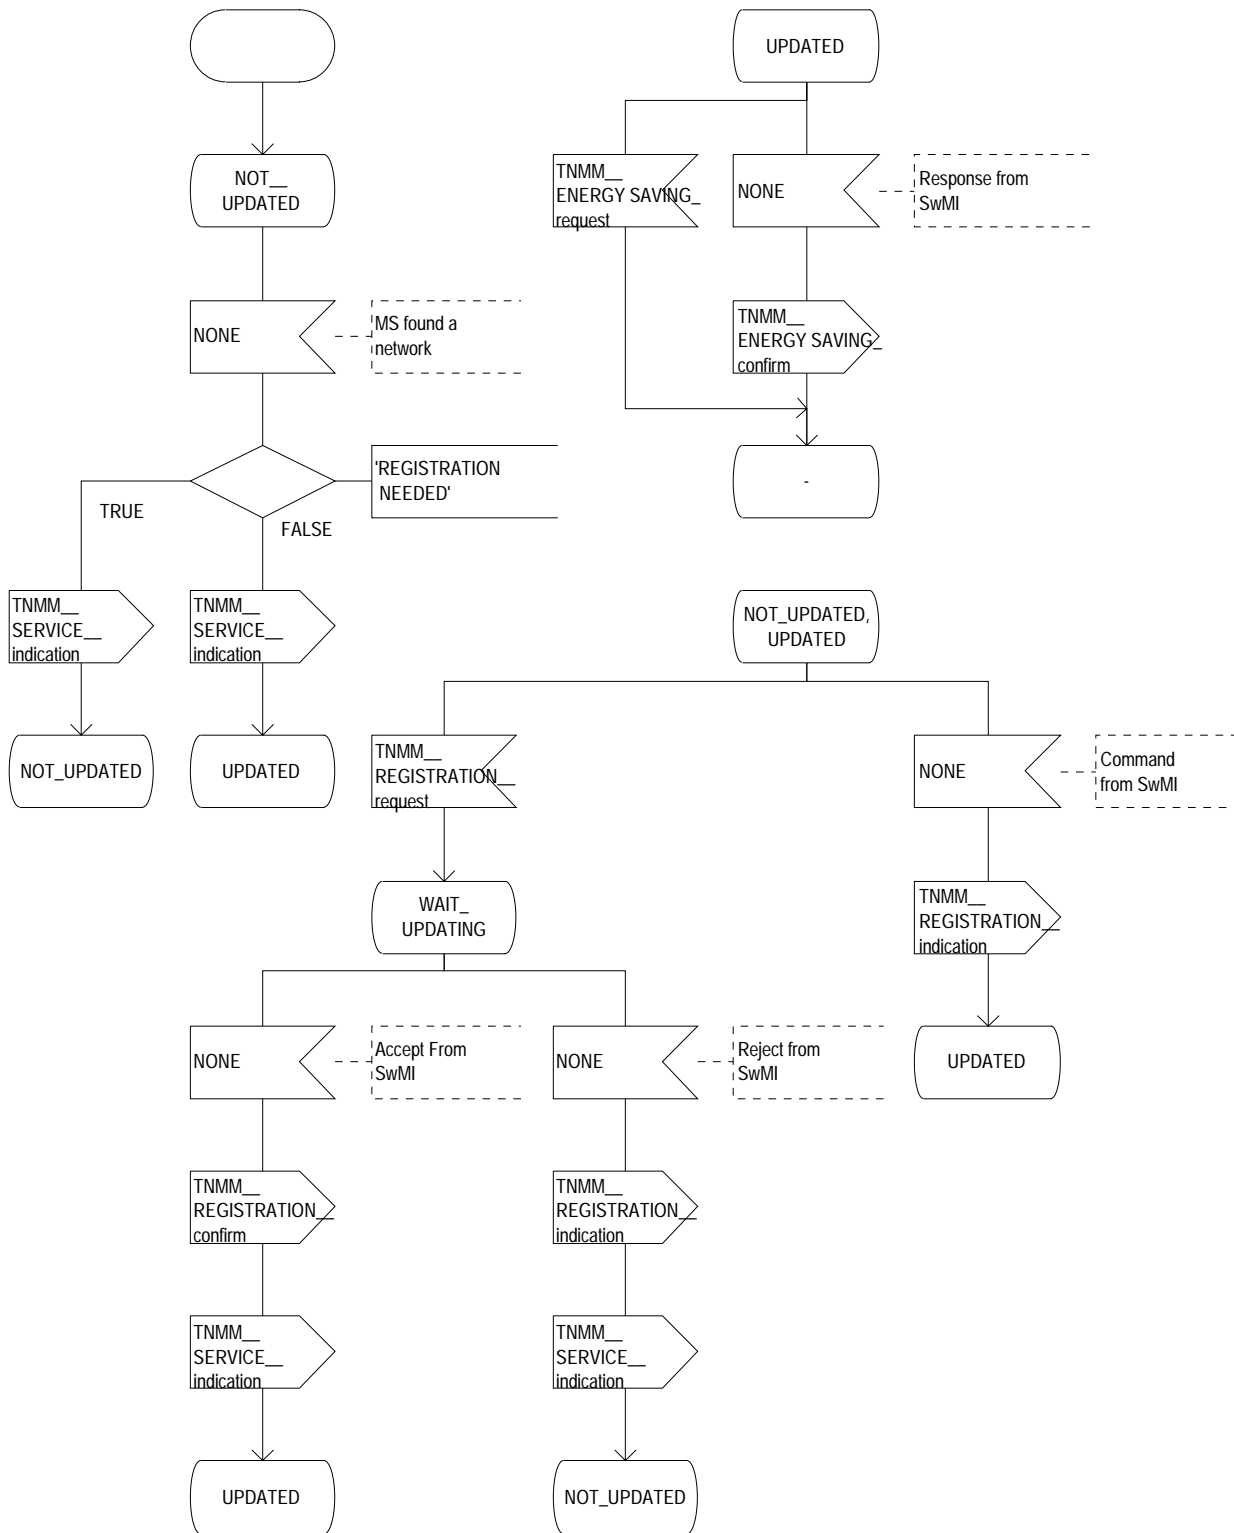 NOT__
UPDATED
NONE
MS found a
network
'REGISTRATION
NEEDED'
TRUE
FALSE
TNMM__
SERVICE__
indication
TNMM__
SERVICE__
indication
NOT_UPDATED
UPDATED
UPDATED
TNMM__
ENERGY SAVING_
request
NONE
Response from
SwMI
TNMM__
ENERGY SAVING_
confirm
-
NOT_UPDATED,
UPDATED
TNMM__
REGISTRATION__
request
NONE
Command
from SwMI
WAIT_
UPDATING
TNMM__
REGISTRATION__
indication
UPDATED
NONE
Accept From
SwMI
NONE
Reject from
SwMI
TNMM__
REGISTRATION__
confirm
TNMM__
REGISTRATION__
indication
TNMM__
SERVICE__
indication
TNMM__
SERVICE__
indication
UPDATED
NOT_UPDATED